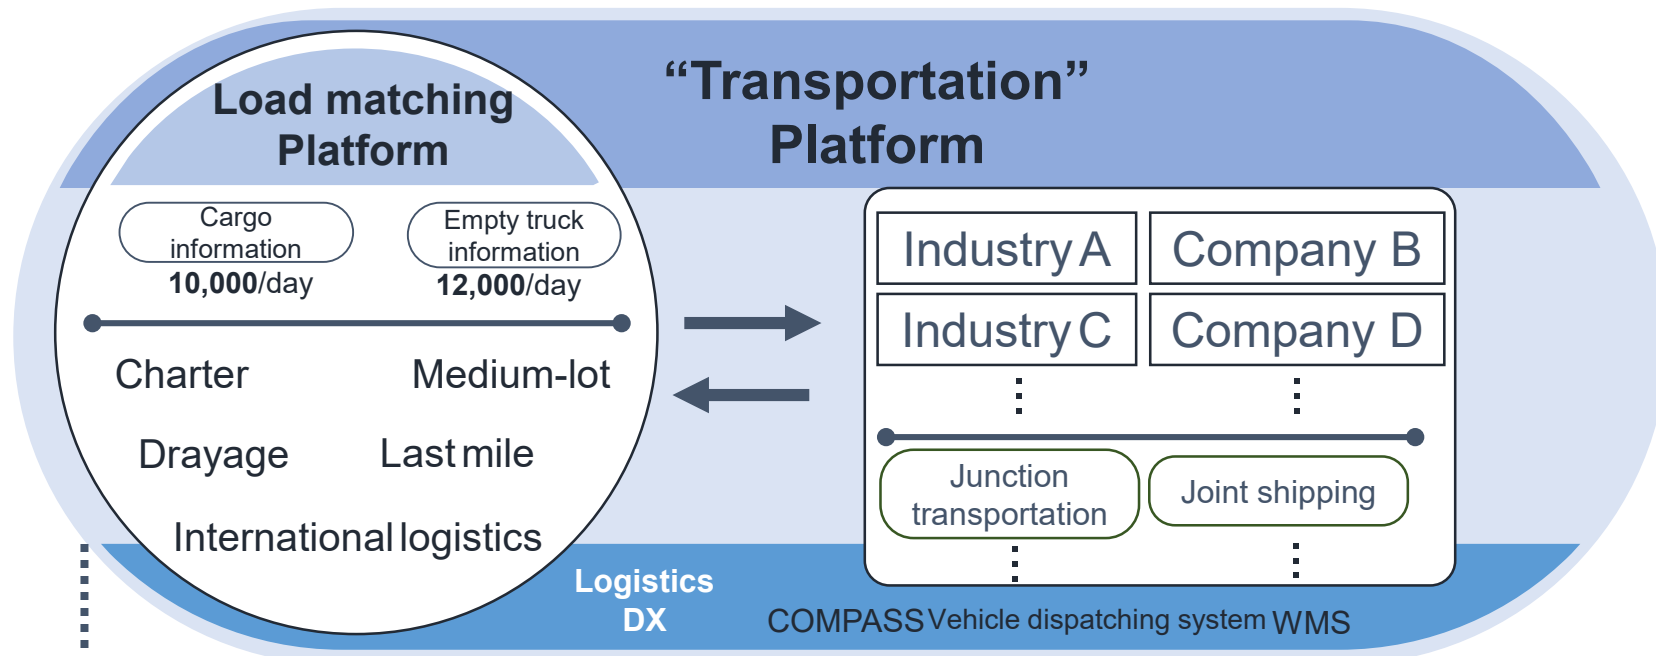 “Transportation”
Platform
Load matching
Platform
Cargo
information
10,000/day
Empty truck
information
12,000/day
Charter
Medium-lot
Drayage
Last mile
International logistics
Industry A
Company B
Industry C
Company D
Junction
transportation
Joint shipping
Logistics
DX
COMPASS Vehicle dispatching system WMS